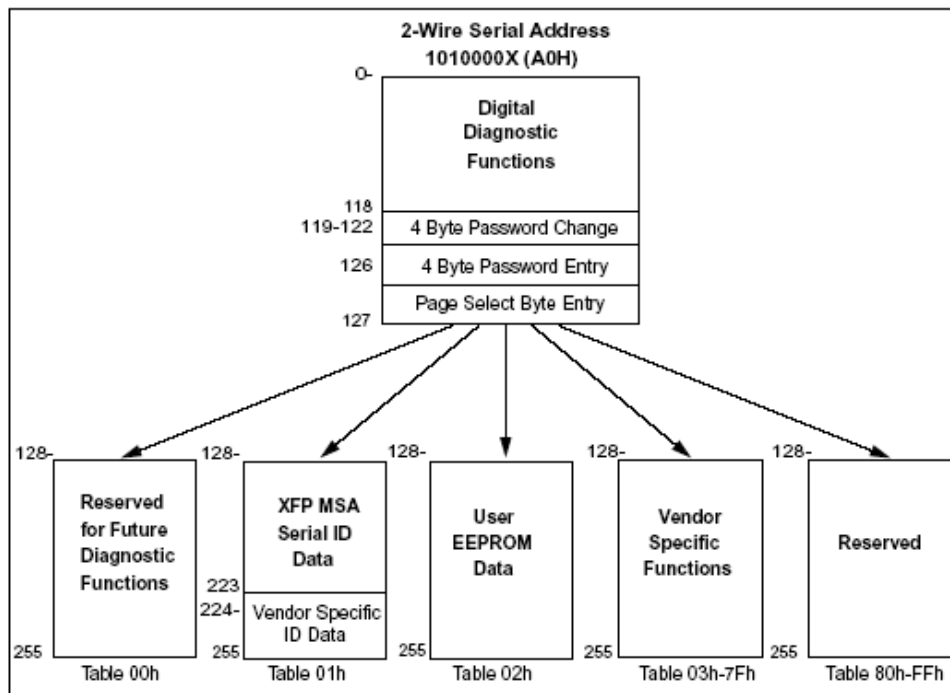 2-Wire Serial Address
1010000X (A0H)
0-
Digital
Diagnostic
Functions
118
119-122
4 Byte Password Change
126
4 Byte Password Entry
Page Select Byte Entry
127
128-
Reserved
for Future
Diagnostic
Functions
255
Table 00h
128-
XFP MSA
Serial ID
Data
223
224-
Vendor Specific
ID Data
255
Table 01h
128-
User
EEPROM
Data
255
Table 02h
128-
Vendor
Specific
Functions
255
Table 03h-7Fh
128-
Reserved
255
Table 80h-FFh